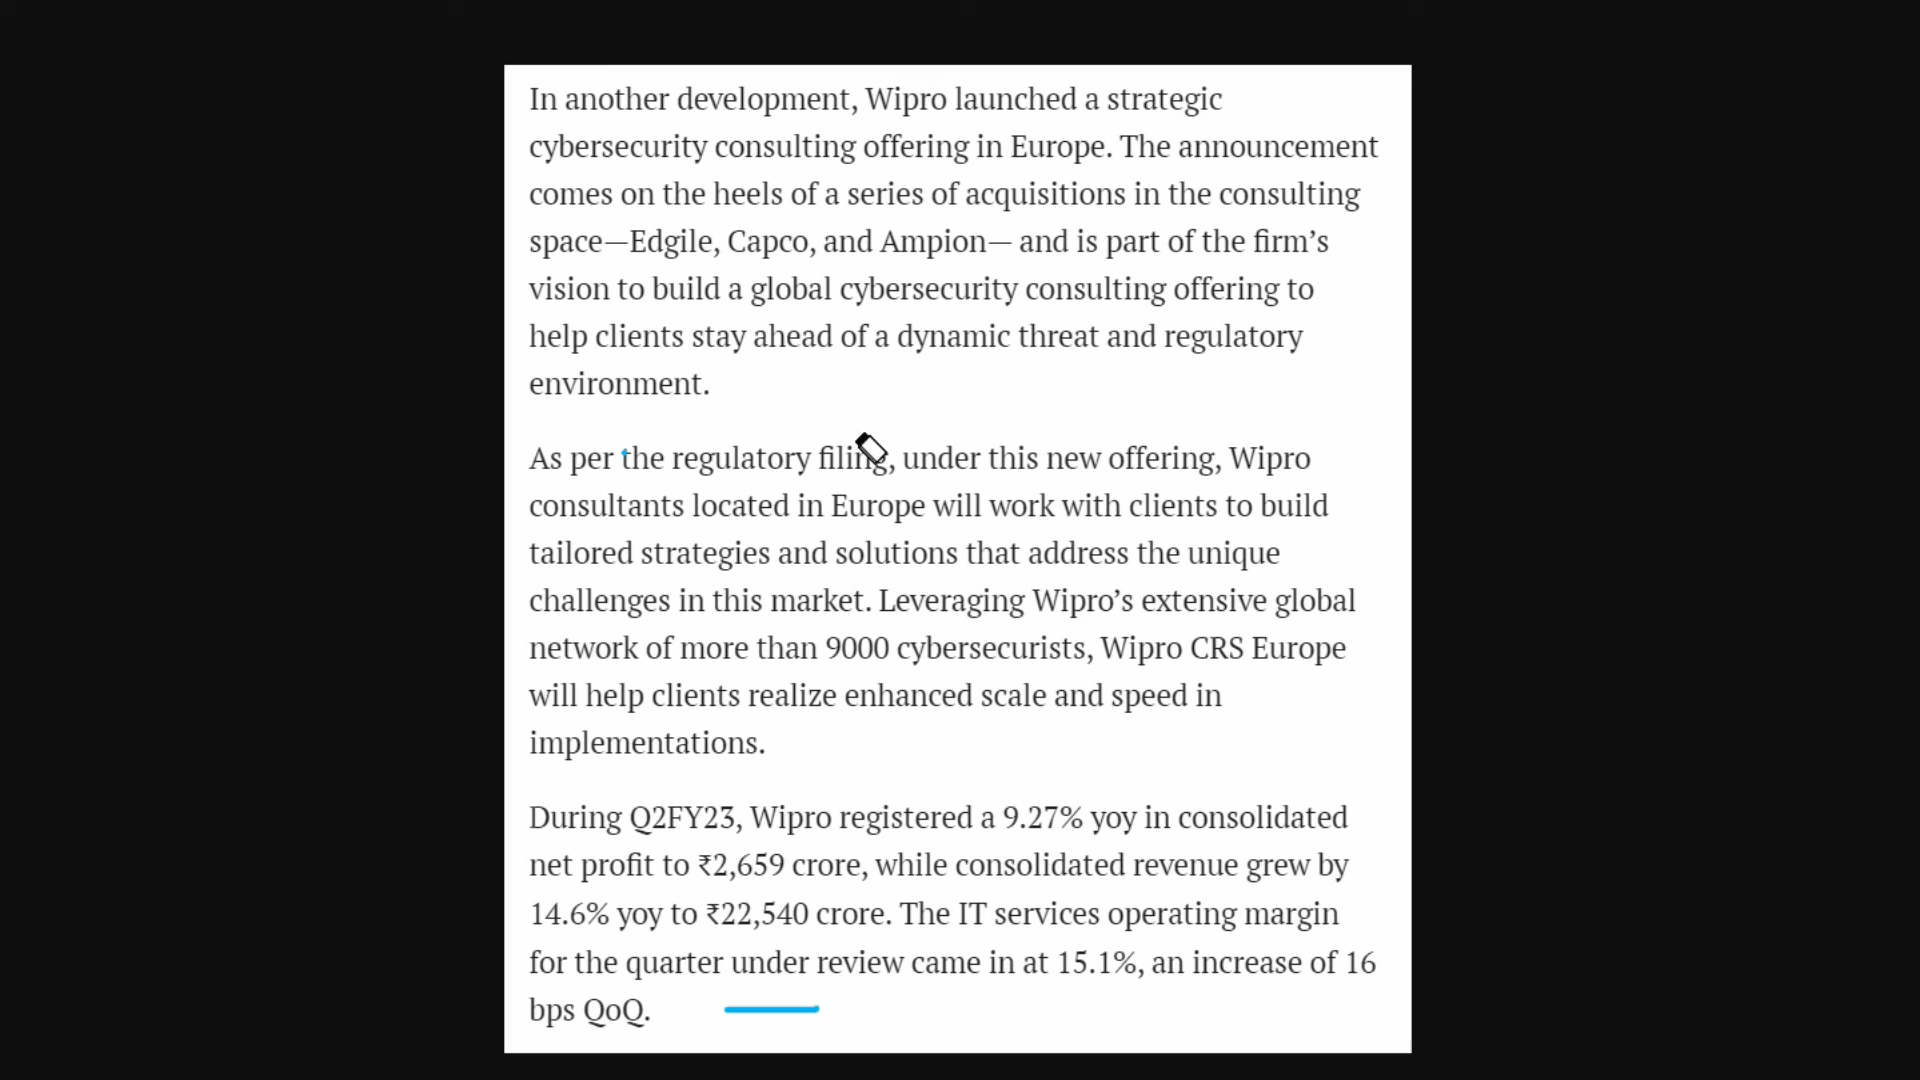 In another development, Wipro launched a strategic
cybersecurity consulting offering in Europe. The announcement
comes on the heels of a series of acquisitions in the consulting
space—Edgile, Capco, and Ampion— and is part of the firm’s
vision to build a global cybersecurity consulting offering to
help clients stay ahead of a dynamic threat and regulatory
environment.
As per the regulatory filing, under this new offering, Wipro
consultants located in Europe will work with clients to build
tailored strategies and solutions that address the unique
challenges in this market. Leveraging Wipro’s extensive global
network of more than 9000 cybersecurists, Wipro CRS Europe
will help clients realize enhanced scale and speed in
implementations.
During Q2FY23, Wipro registered a 9.27% yoy in consolidated
net profit to ₹2,659 crore, while consolidated revenue grew by
14.6% yoy to ₹22,540 crore. The IT services operating margin
for the quarter under review came in at 15.1%, an increase of 16
bps QoQ.